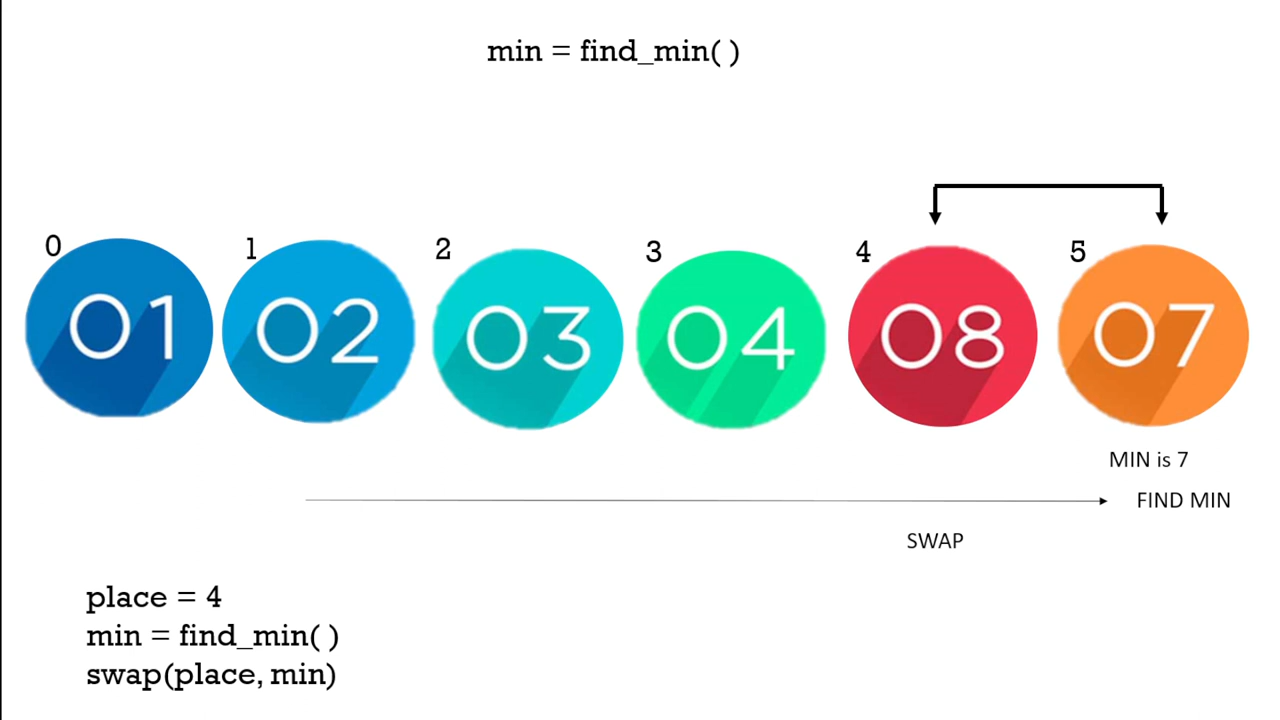 min = find_min( )
0 1 2 3 4 5
01 02 03 04 08 07
MIN is 7
FIND MIN
SWAP
place = 4
min = find_min( )
swap(place, min)